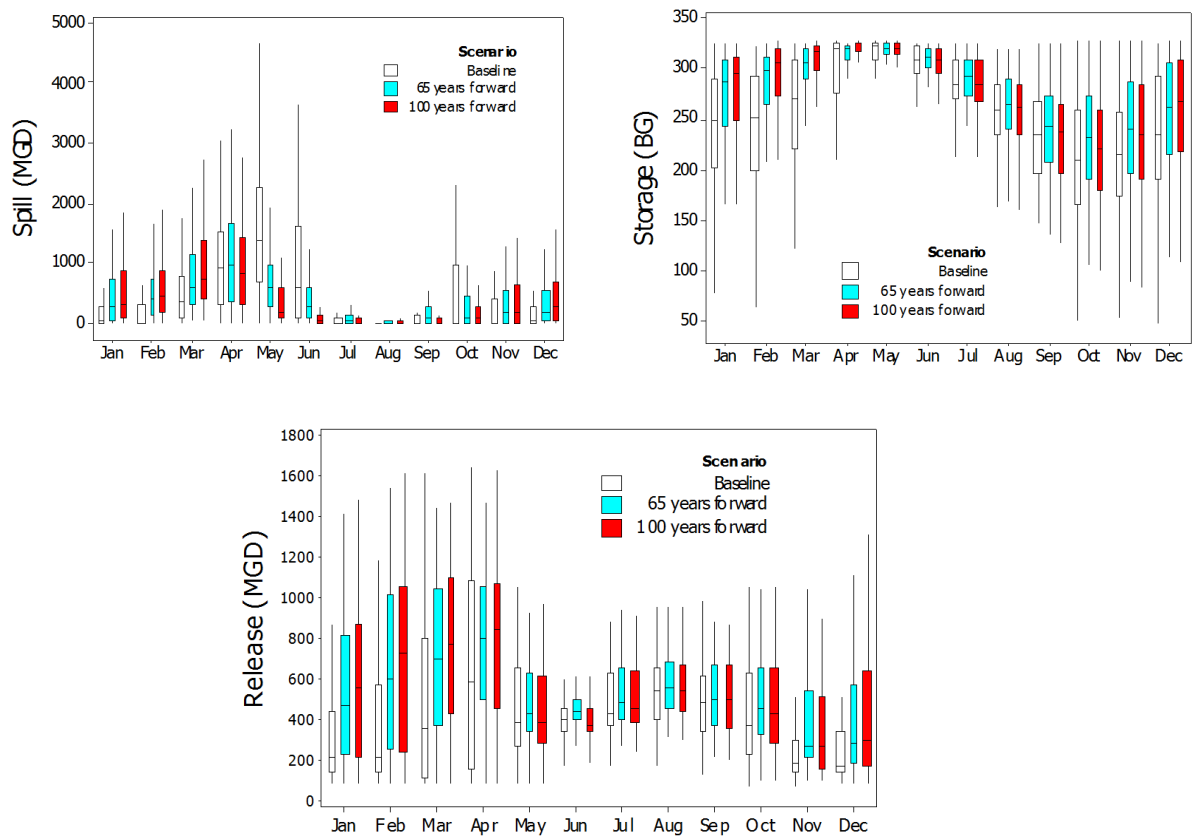 Spill (MGD)
5000
4000
3000
2000
1000
0
Scenario
Baseline
65 years forward
100 years forward
Jan Feb Mar Apr May Jun Jul Aug Sep Oct Nov Dec
Storage (BG)
350
300
250
200
150
100
50
Scenario
Baseline
65 years forward
100 years forward
Jan Feb Mar Apr May Jun Jul Aug Sep Oct Nov Dec
Release (MGD)
1800
1600
1400
1200
1000
800
600
400
200
0
Scenario
Baseline
65 years forward
100 years forward
Jan Feb Mar Apr May Jun Jul Aug Sep Oct Nov Dec